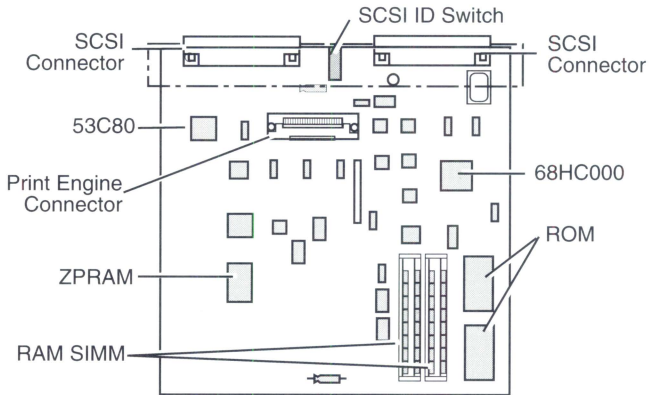 SCSI ID Switch
SCSI
Connector
SCSI
Connector
53C80
Print Engine
Connector
68HC000
ROM
ZPRAM
RAM SIMM